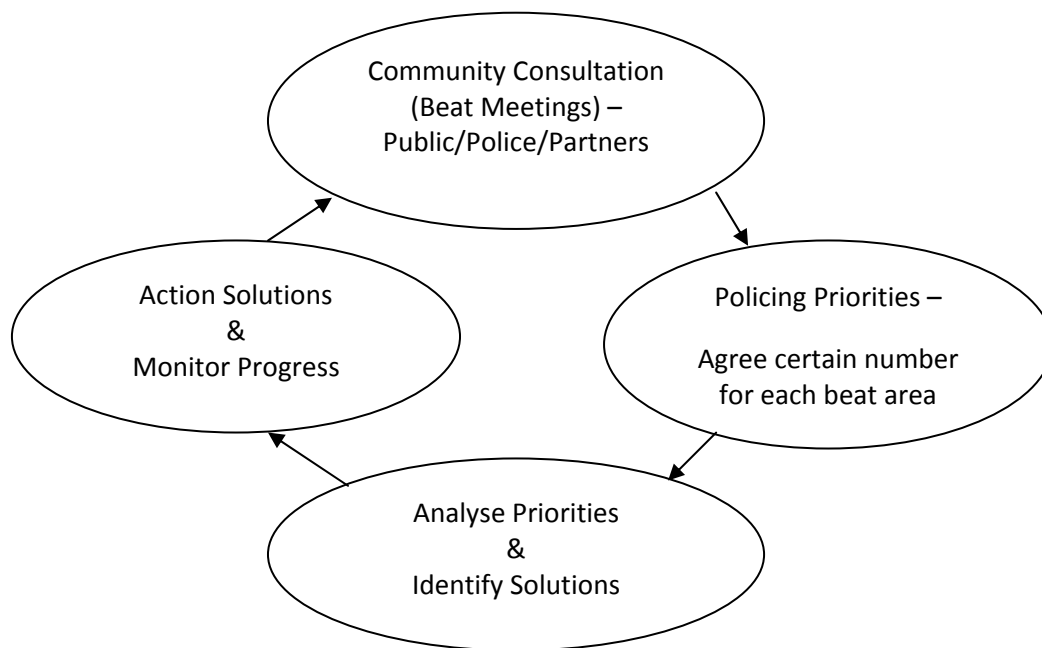 Community Consultation
(Beat Meetings) –
Public/Police/Partners
Policing Priorities –
Agree certain number
for each beat area
Analyse Priorities
&
Identify Solutions
Action Solutions
&
Monitor Progress